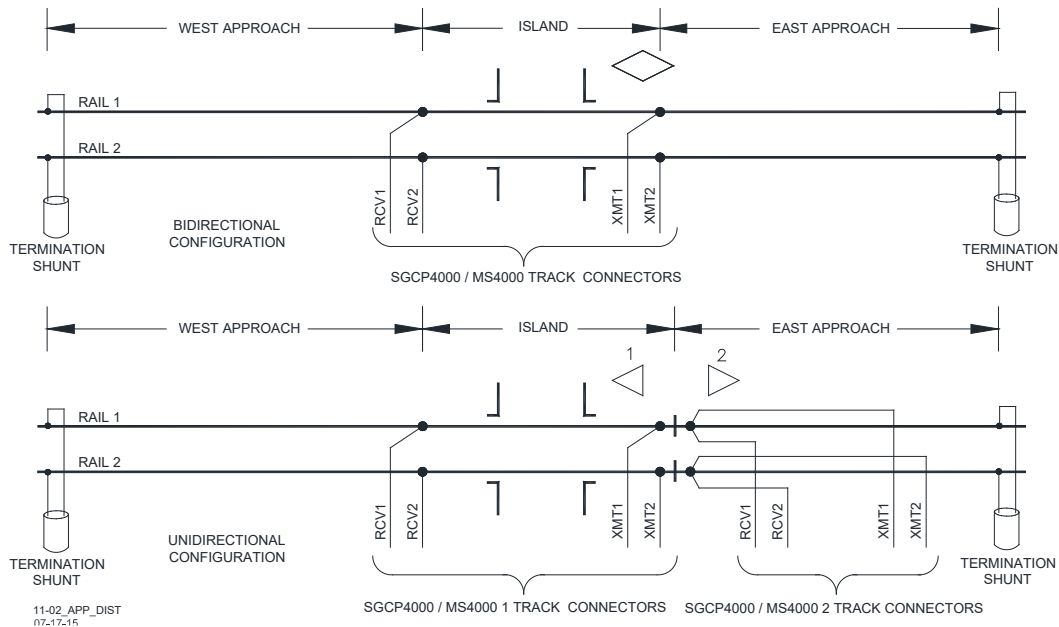 WEST APPROACH ISLAND EAST APPROACH
RAIL 1
RAIL 2
RCV1 RCV2 XMT1 XMT2
BIDIRECTIONAL
CONFIGURATION
TERMINATION
SHUNT
TERMINATION
SHUNT
SGCP4000 / MS4000 TRACK CONNECTORS
WEST APPROACH ISLAND EAST APPROACH
1 2
RAIL 1
RAIL 2
RCV1 RCV2 XMT1 XMT2 RCV1 RCV2 XMT1 XMT2
UNIDIRECTIONAL
CONFIGURATION
TERMINATION
SHUNT
TERMINATION
SHUNT
SGCP4000 / MS4000 1 TRACK CONNECTORS SGCP4000 / MS4000 2 TRACK CONNECTORS
11-02_APP_DIST
07-17-15